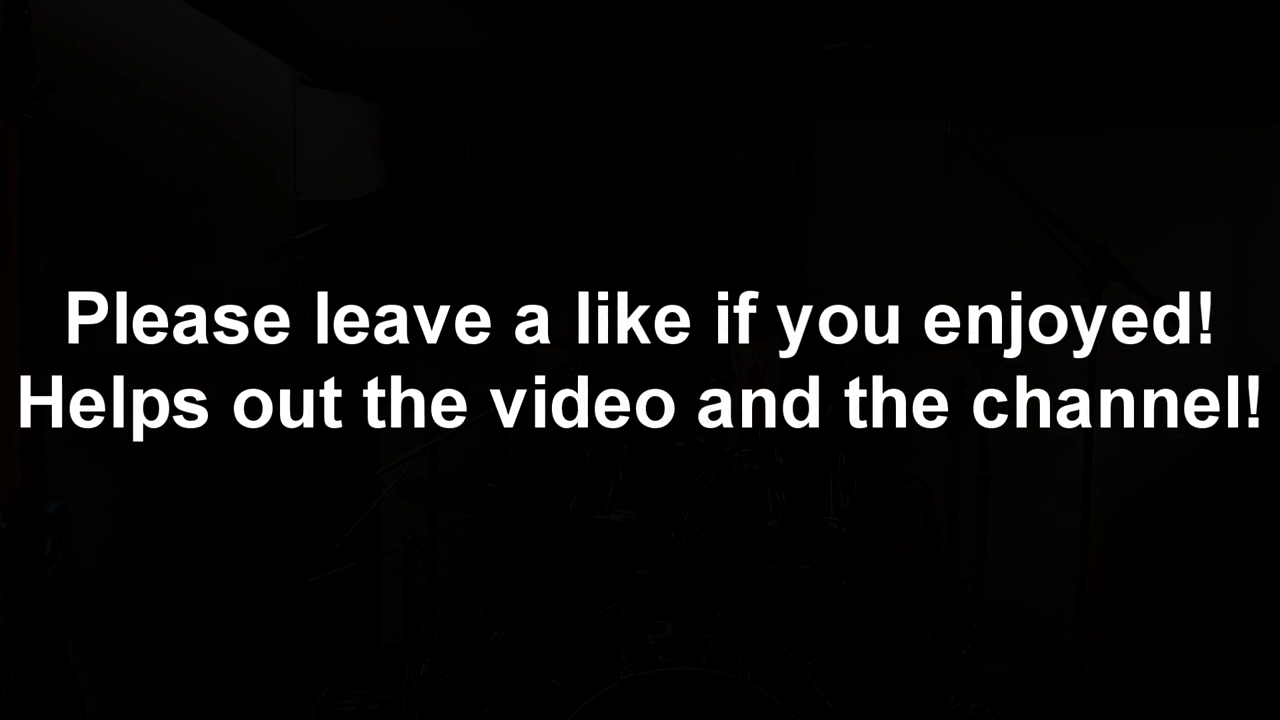 Please leave a like if you enjoyed!
Helps out the video and the channel!